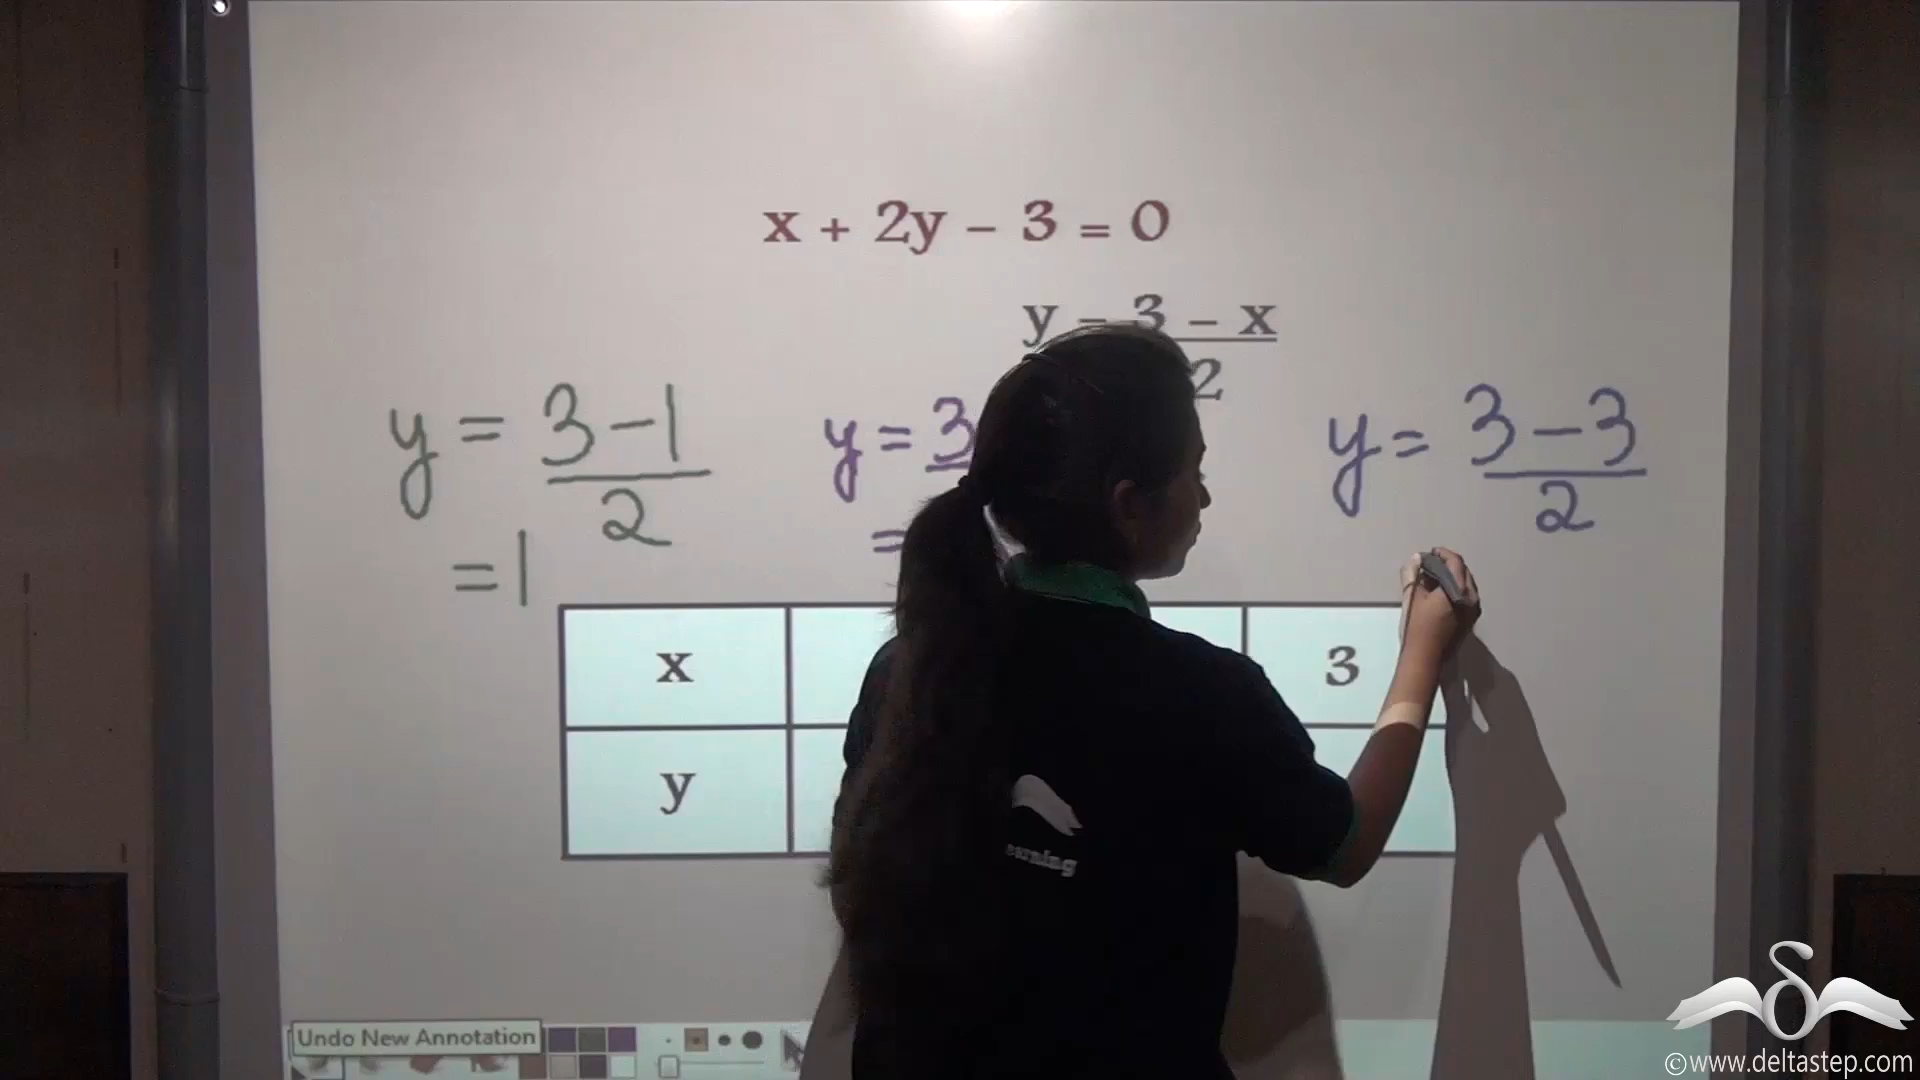 x + 2y - 3 = 0
y = 3 - x
2
y = 3 - 1
2
= 1
y = 3
=
y = 3 - 3
2
x 3
y
earning
Undo New Annotation
©www.deltastep.com